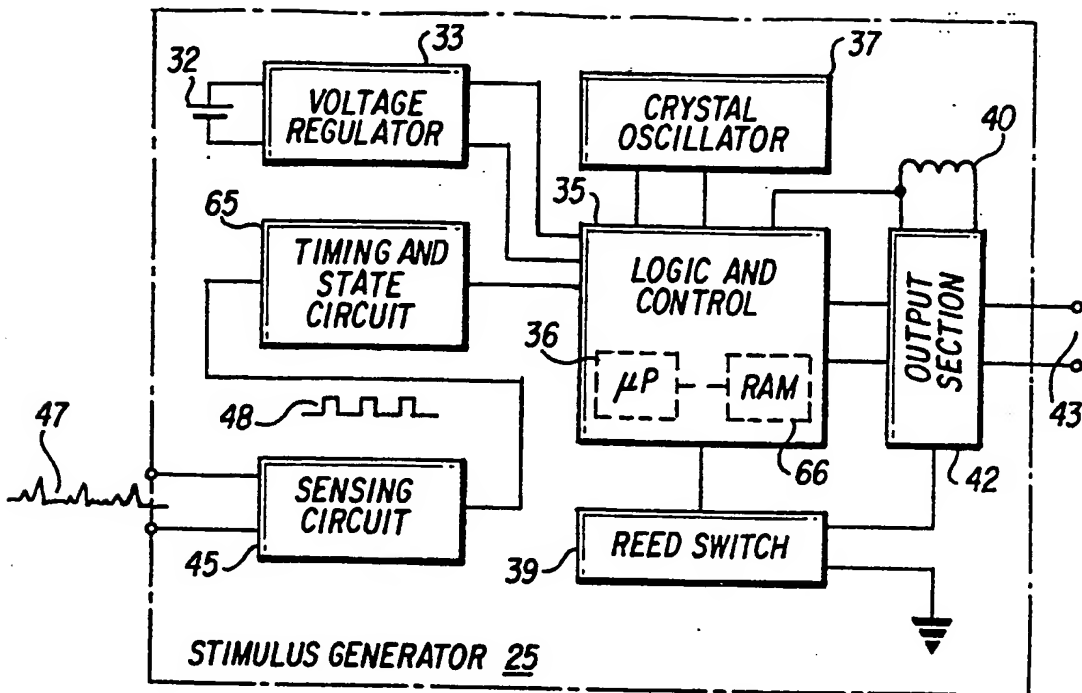 33
37
32
VOLTAGE
REGULATOR
CRYSTAL
OSCILLATOR
40
65
35
TIMING AND
STATE
CIRCUIT
LOGIC AND
CONTROL
OUTPUT
SECTION
36
μP
RAM
43
48
47
66
42
SENSING
CIRCUIT
REED SWITCH
45
39
STIMULUS GENERATOR 25